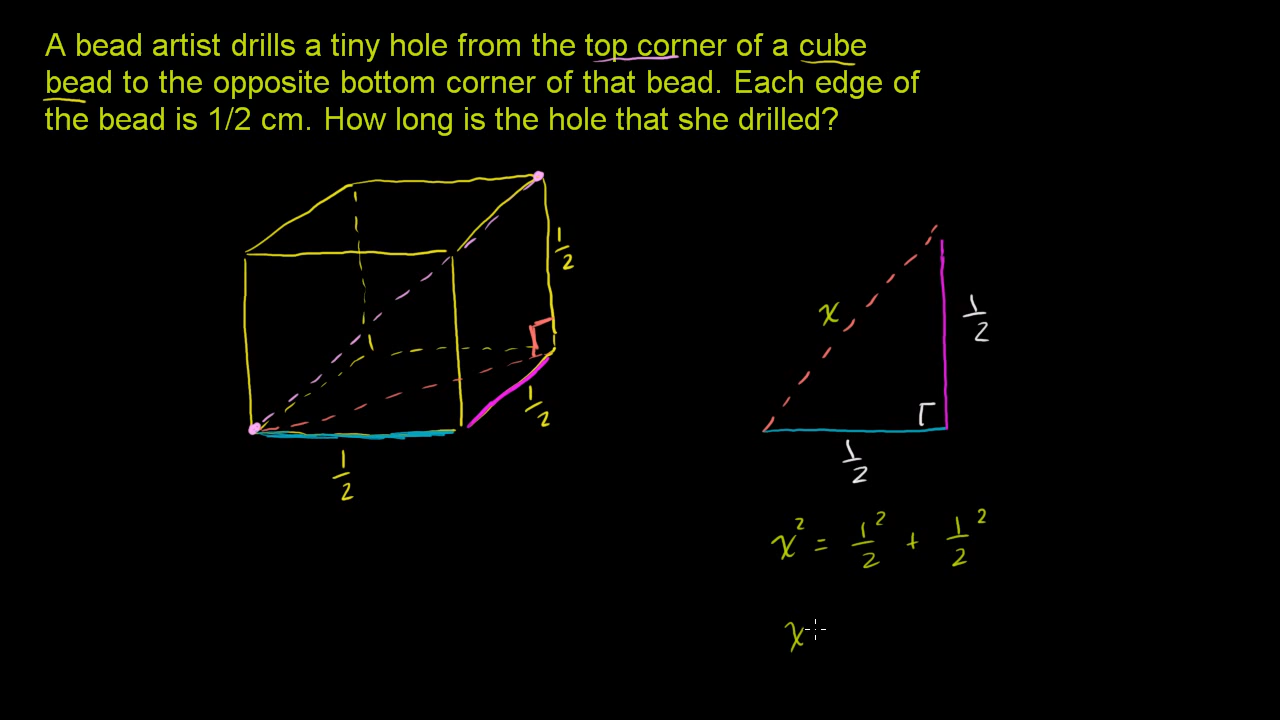 A bead artist drills a tiny hole from the top corner of a cube
bead to the opposite bottom corner of that bead. Each edge of
the bead is 1/2 cm. How long is the hole that she drilled?
1/2
1/2
1/2
x
1/2
1/2
x² = 1/2² + 1/2²
x